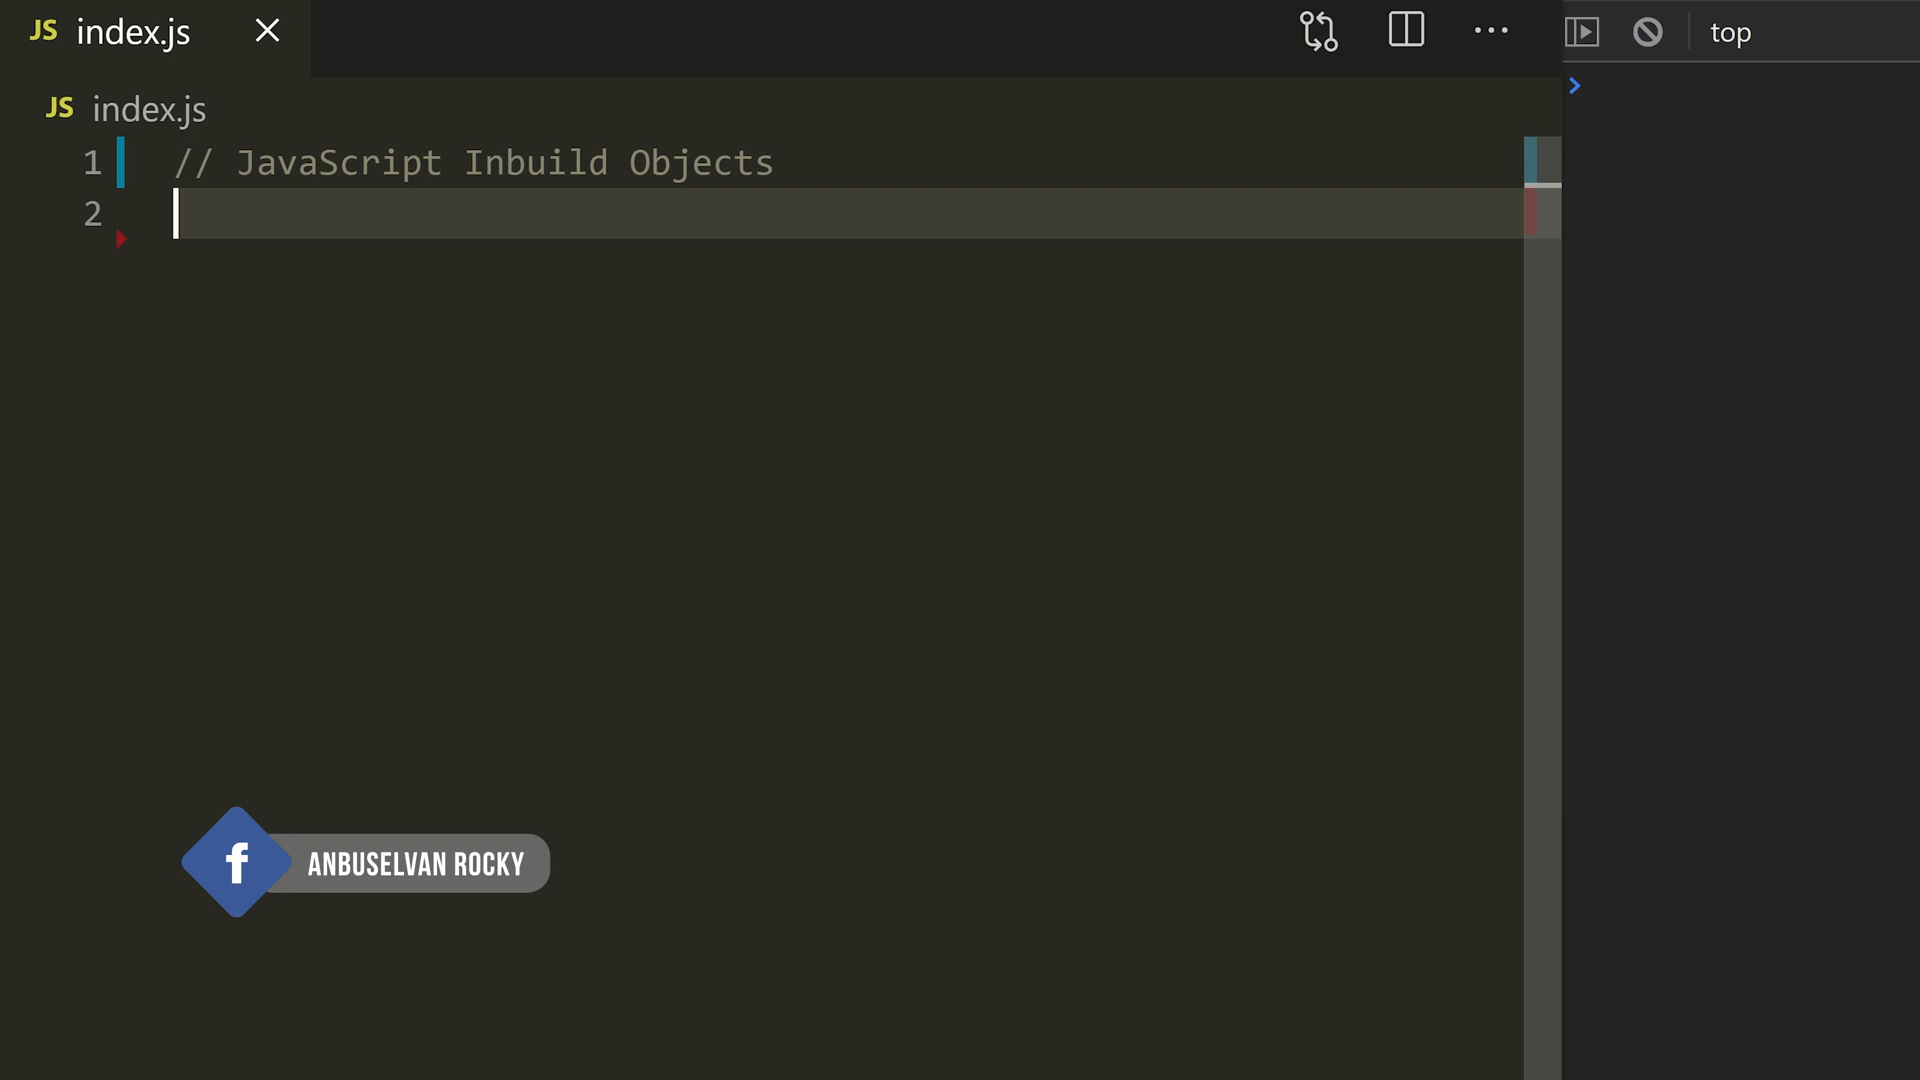 JS index.js
top
JS index.js
1 // JavaScript Inbuild Objects
2
f ANBUSELVAN ROCKY